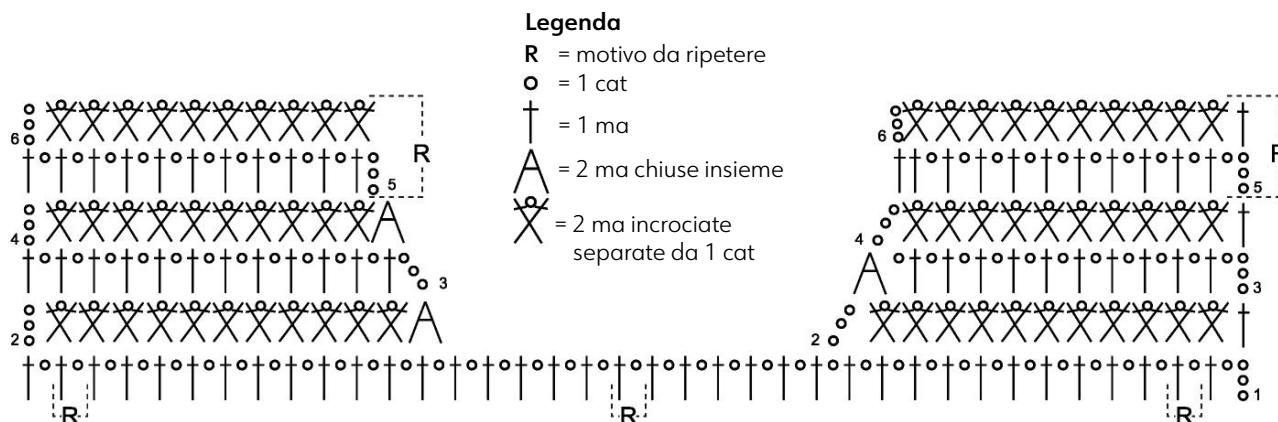 Legenda
R = motivo da ripetere
= 1 cat
= 1 ma
= 2 ma chiuse insieme
= 2 ma incrociate
separate da 1 cat
6
R
5
4
3
2
R
6
R
5
4
3
2
1
R
R